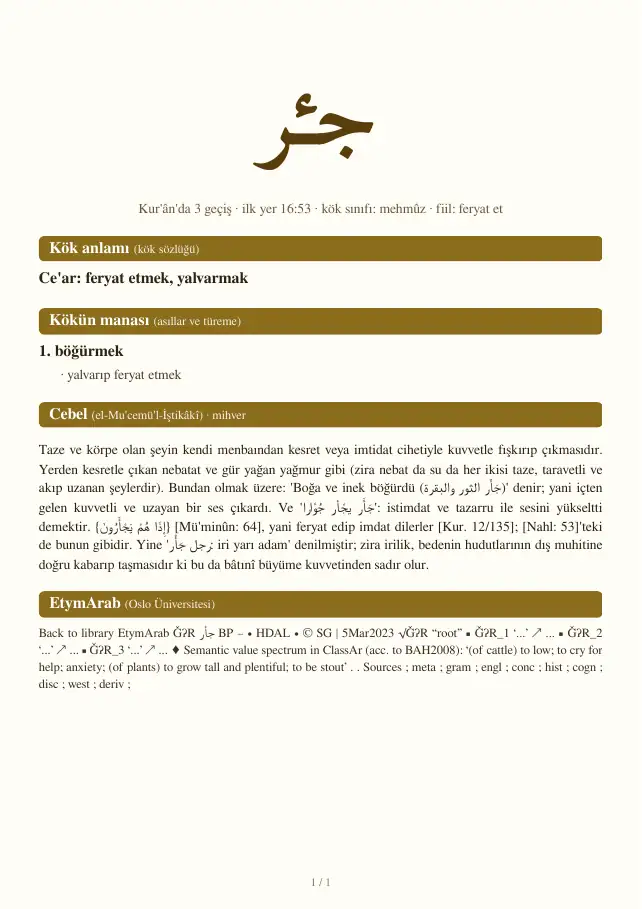 جئر
Kur'ân'da 3 geçiş · ilk yer 16:53 · kök sınıfı: mehmûz · fiil: feryat et
Kök anlamı (kök sözlüğü)
Ce'ar: feryat etmek, yalvarmak
Kökün manası (asıllar ve türeme)
1. böğürmek
· yalvarıp feryat etmek
Cebel (el-Mu'cemü'l-İştikâkî) · mihver
Taze ve körpe olan şeyin kendi menbaından kesret veya imtidat cihetiyle kuvvetle fışkırıp çıkmasıdır.
Yerden kesretle çıkan nebatat ve gür yağan yağmur gibi (zira nebat da su da her ikisi taze, taravetli ve
akıp uzanan şeylerdir). Bundan olmak üzere: 'Boğa ve inek böğürdü (جَأَر الثور والبقرة)' denir; yani içten
gelen kuvvetli ve uzayan bir ses çıkardı. Ve 'جَأَر يجْأَر جُؤارا': istimdat ve tazarru ile sesini yükseltti
demektir. {إِذَا هُمْ يَجْأَرُونَ} [Mü'minûn: 64], yani feryat edip imdat dilerler [Kur. 12/135]; [Nahl: 53]'teki
de bunun gibidir. Yine 'رجل جَأْر: iri yarı adam' denilmiştir; zira irilik, bedenin hudutlarının dış muhitine
doğru kabarıp taşmasıdır ki bu da bâtınî büyüme kuvvetinden sadır olur.
EtymArab (Oslo Üniversitesi)
Back to library EtymArab ǦʔR جأر BP – • HDAL • © SG | 5Mar2023 √ǦʔR “root” ▪ ǦʔR_1 ‘...’ ↗ ... ▪ ǦʔR_2
‘...’ ↗ ... ▪ ǦʔR_3 ‘...’ ↗ ... ♦ Semantic value spectrum in ClassAr (acc. to BAH2008): ‘(of cattle) to low; to cry for
help; anxiety; (of plants) to grow tall and plentiful; to be stout’ . . Sources ; meta ; gram ; engl ; conc ; hist ; cogn ;
disc ; west ; deriv ;
1 / 1